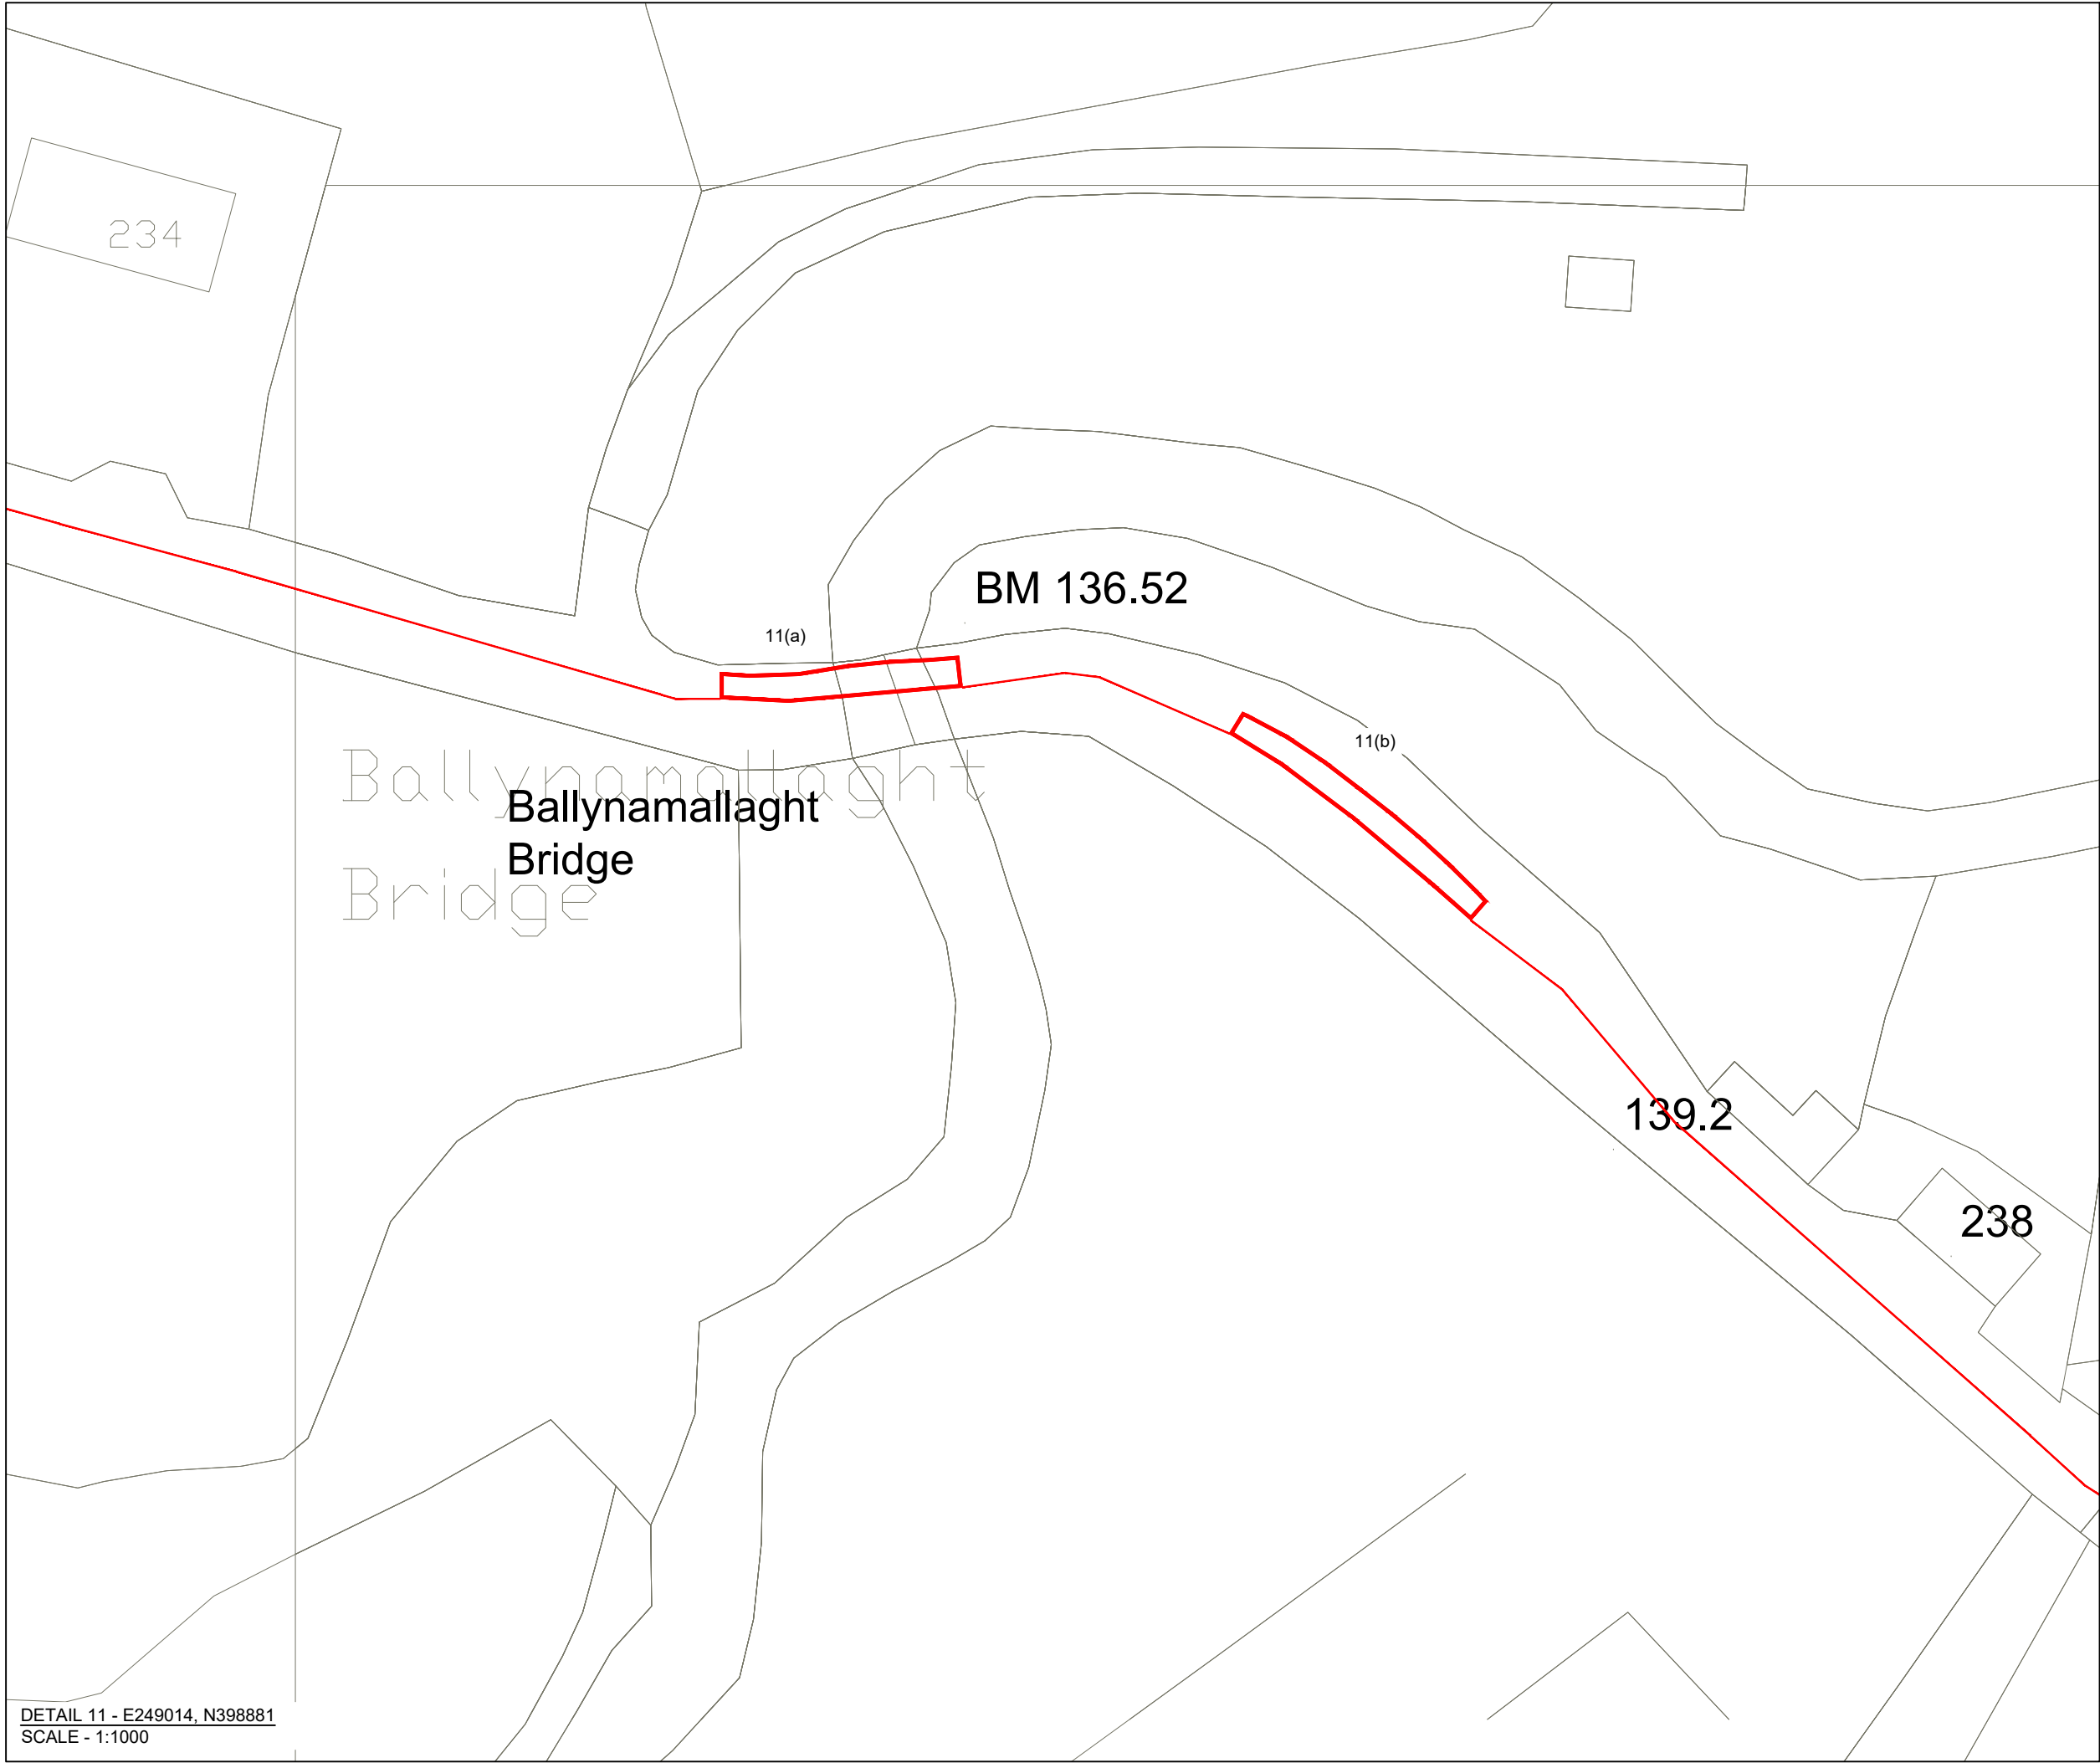 234
BM 136.52
11(a)
11(b)
Ballynamallaght
Bridge
Ballynamallaght
Bridge
139.2
238
DETAIL 11 - E249014, N398881
SCALE - 1:1000